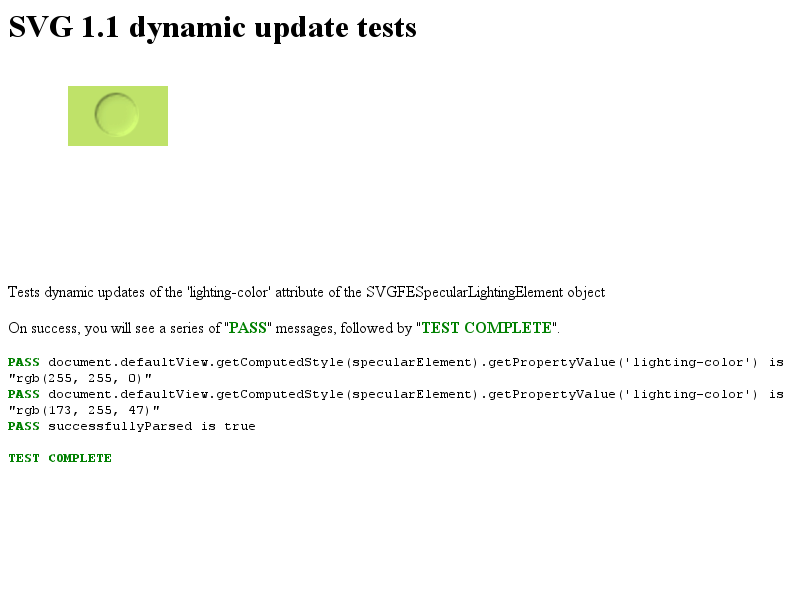 SVG 1.1 dynamic update tests
Tests dynamic updates of the 'lighting-color' attribute of the SVGFESpecularLightingElement object
On success, you will see a series of "PASS" messages, followed by "TEST COMPLETE".
PASS document.defaultView.getComputedStyle(specularElement).getPropertyValue('lighting-color') is
"rgb(255, 255, 0)"
PASS document.defaultView.getComputedStyle(specularElement).getPropertyValue('lighting-color') is
"rgb(173, 255, 47)"
PASS successfullyParsed is true
TEST COMPLETE